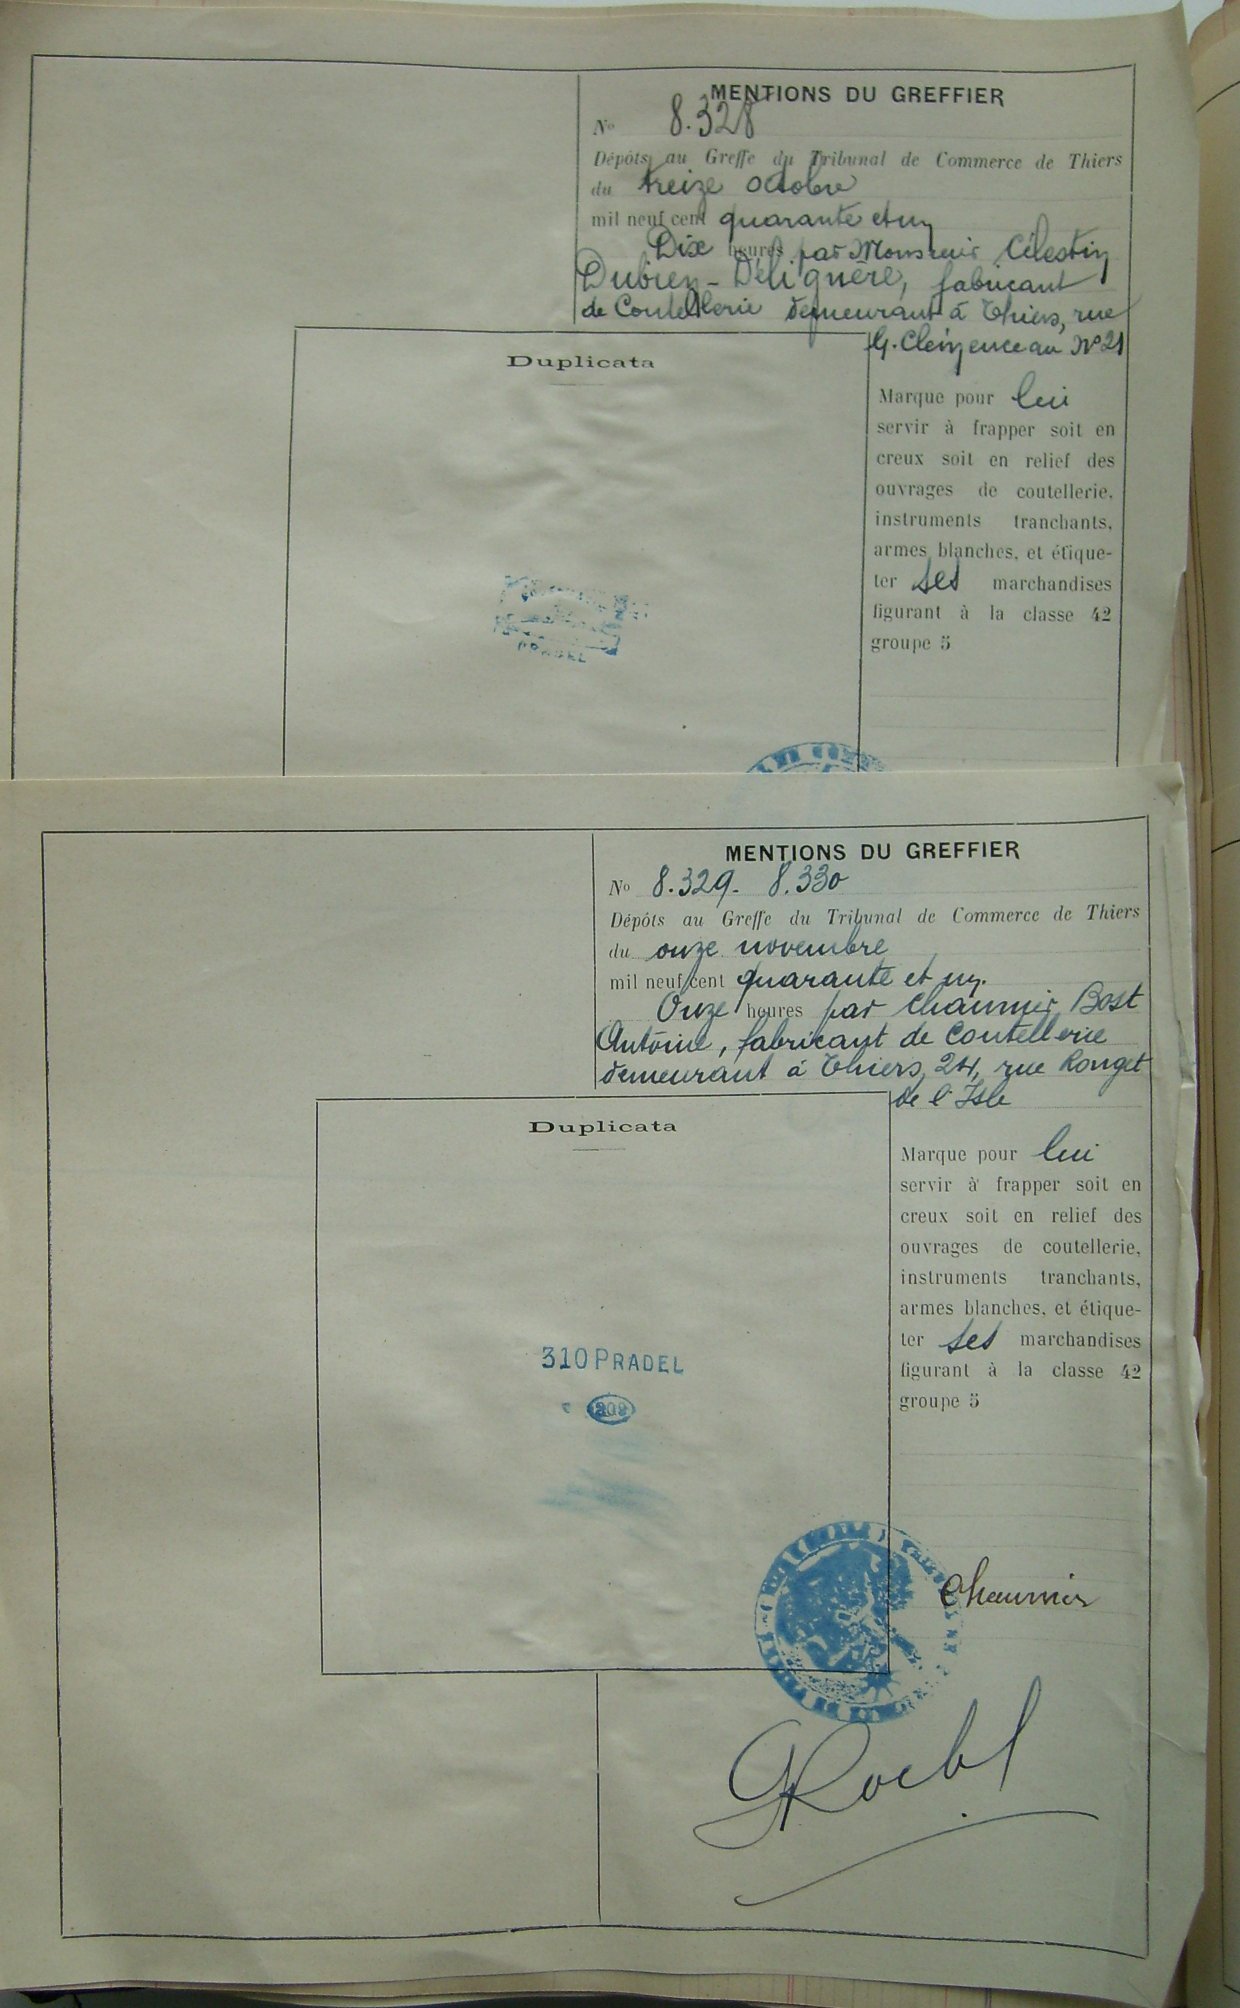 MENTIONS DU GREFFIER
No 8.328
Dépôts au Greffe du Tribunal de Commerce de Thiers
du treize octobre
mil neuf cent quarante et un
Dix heures par Monsieur Célestin
Dubien-Deliguère, fabricant
de Coutellerie demeurant à Thiers, rue
G. Clemenceau No 21
Duplicata
Marque pour lui
servir à frapper soit en
creux soit en relief des
ouvrages de coutellerie,
instruments tranchants,
armes blanches, et étique-
ter ses marchandises
figurant à la classe 42
groupe 5
PRADEL
MENTIONS DU GREFFIER
No 8.329. 8.330
Dépôts au Greffe du Tribunal de Commerce de Thiers
du onze novembre
mil neuf cent quarante et un.
Onze heures par Chaumier Bost
Antoine, fabricant de Coutellerie
demeurant à Thiers, 24, rue Rouget
de l'Isle
Duplicata
Marque pour lui
servir à frapper soit en
creux soit en relief des
ouvrages de coutellerie,
instruments tranchants,
armes blanches, et étique-
ter ses marchandises
figurant à la classe 42
groupe 5
310 PRADEL
209
Chaumier